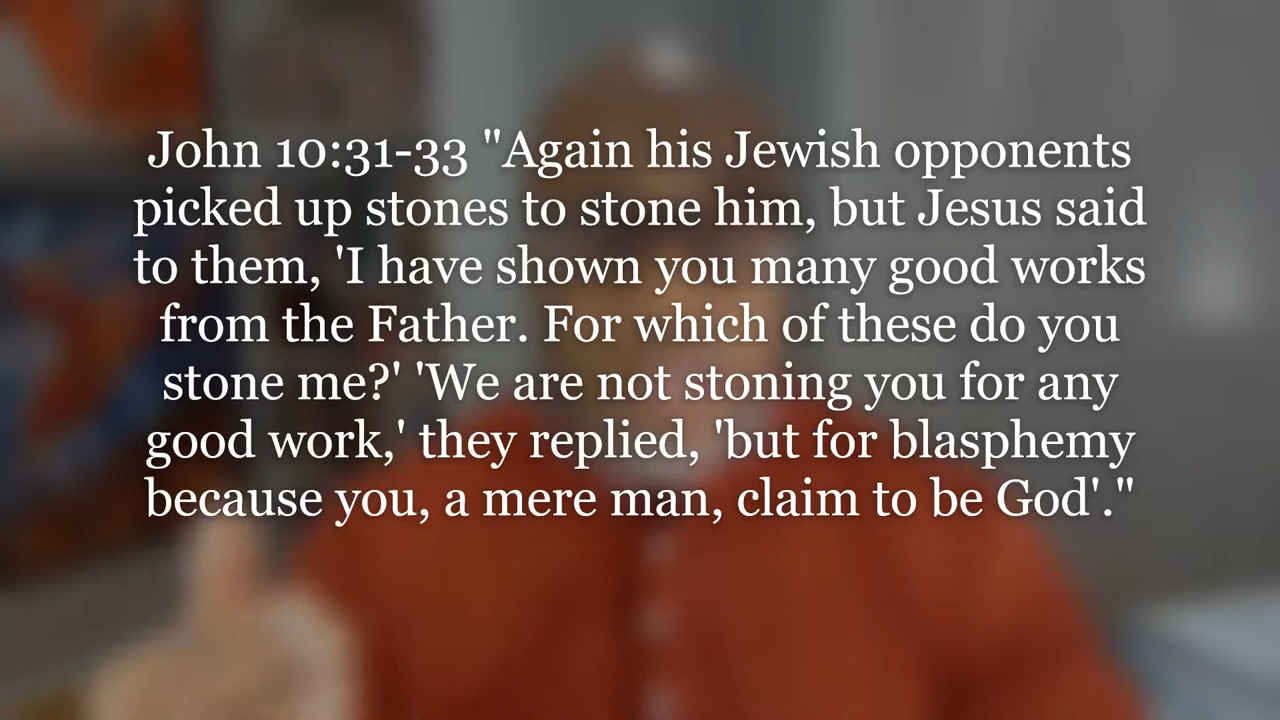 John 10:31-33 "Again his Jewish opponents
picked up stones to stone him, but Jesus said
to them, 'I have shown you many good works
from the Father. For which of these do you
stone me?' 'We are not stoning you for any
good work,' they replied, 'but for blasphemy
because you, a mere man, claim to be God'."